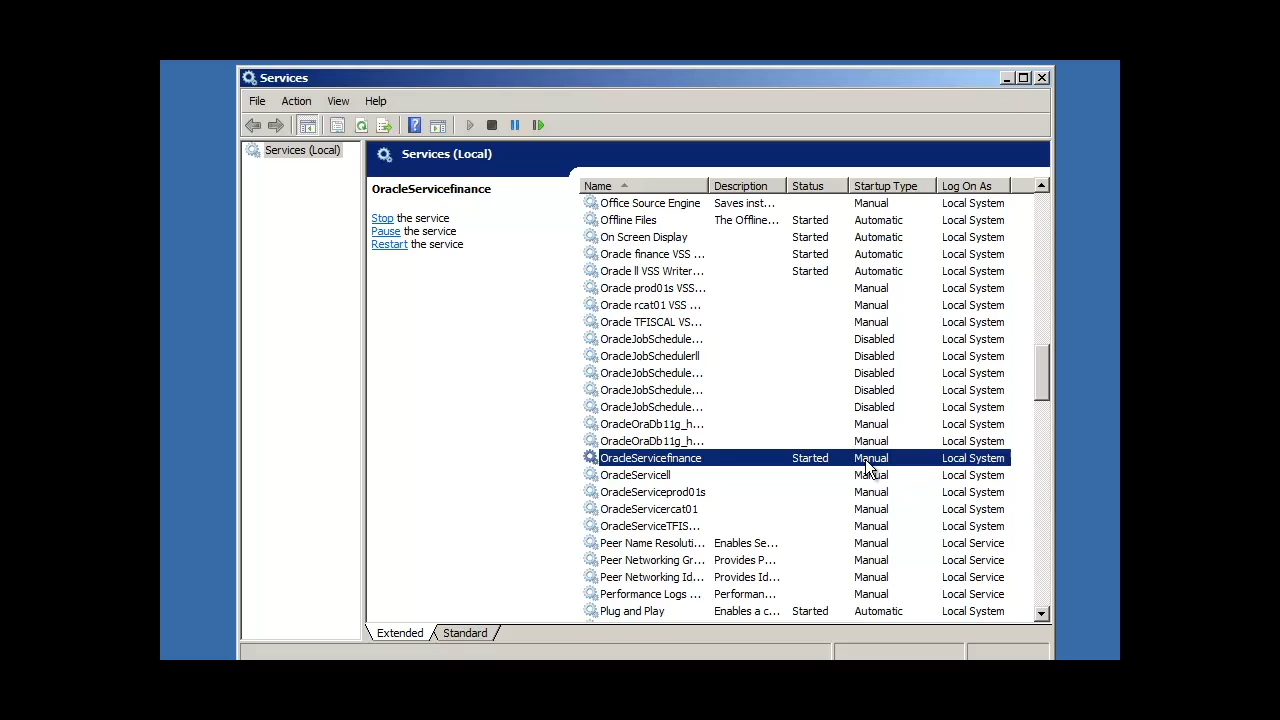 Services
File Action View Help
Services (Local)
Services (Local)
OracleServicefinance
Stop the service
Pause the service
Restart the service
Name Description Status Startup Type Log On As
Office Source Engine Saves inst... Manual Local System
Offline Files The Offline... Started Automatic Local System
On Screen Display Started Automatic Local System
Oracle finance VSS ... Started Automatic Local System
Oracle ll VSS Writer... Started Automatic Local System
Oracle prod01s VSS... Manual Local System
Oracle rcat01 VSS ... Manual Local System
Oracle TFISCAL VS... Manual Local System
OracleJobSchedule... Disabled Local System
OracleJobSchedulerll Disabled Local System
OracleJobSchedule... Disabled Local System
OracleJobSchedule... Disabled Local System
OracleJobSchedule... Disabled Local System
OracleOraDb11g_h... Manual Local System
OracleOraDb11g_h... Manual Local System
OracleServicefinance Started Manual Local System
OracleServicell Manual Local System
OracleServiceprod01s Manual Local System
OracleServicercat01 Manual Local System
OracleServiceTFIS... Manual Local System
Peer Name Resoluti... Enables Se... Manual Local Service
Peer Networking Gr... Provides P... Manual Local Service
Peer Networking Id... Provides Id... Manual Local Service
Performance Logs ... Performan... Manual Local Service
Plug and Play Enables a c... Started Automatic Local System
Extended Standard